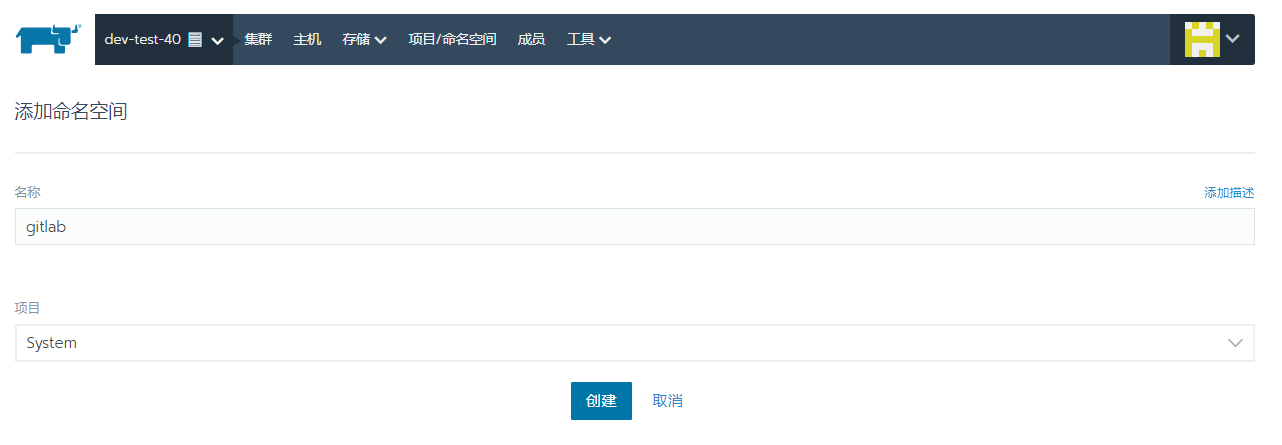 dev-test-40 集群 主机 存储 项目/命名空间 成员 工具
添加命名空间
名称 添加描述
gitlab
项目
System
创建 取消